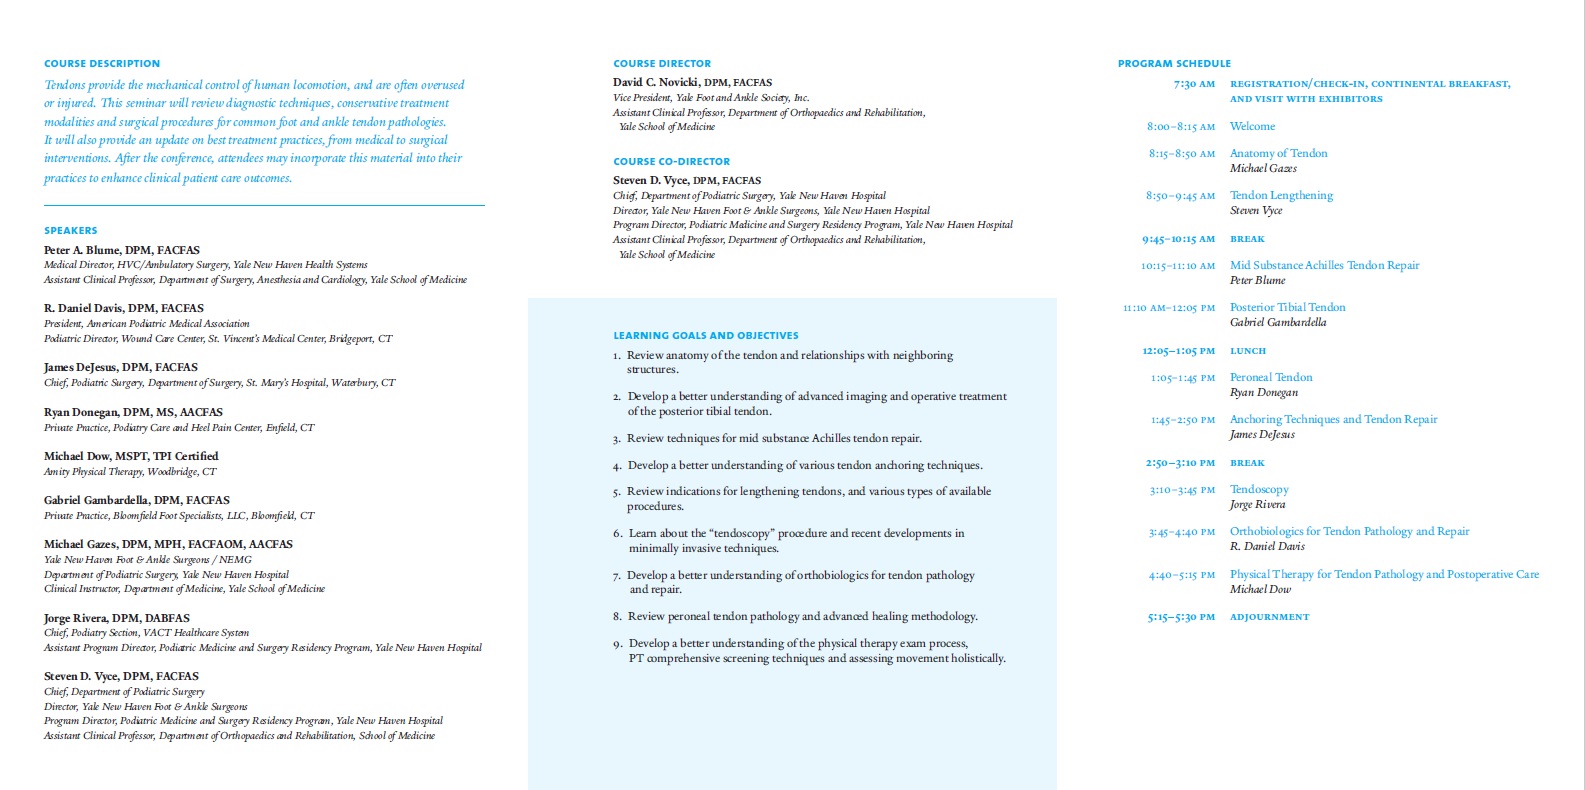 COURSE DESCRIPTION
Tendons provide the mechanical control of human locomotion, and are often overused
or injured. This seminar will review diagnostic techniques, conservative treatment
modalities and surgical procedures for common foot and ankle tendon pathologies.
It will also provide an update on best treatment practices, from medical to surgical
interventions. After the conference, attendees may incorporate this material into their
practices to enhance clinical patient care outcomes.
SPEAKERS
Peter A. Blume, DPM, FACFAS
Medical Director, HVC/Ambulatory Surgery, Yale New Haven Health Systems
Assistant Clinical Professor, Department of Surgery, Anesthesia and Cardiology, Yale School of Medicine
R. Daniel Davis, DPM, FACFAS
President, American Podiatric Medical Association
Podiatric Director, Wound Care Center, St. Vincent's Medical Center, Bridgeport, CT
James DeJesus, DPM, FACFAS
Chief, Podiatric Surgery, Department of Surgery, St. Mary's Hospital, Waterbury, CT
Ryan Donegan, DPM, MS, AACFAS
Private Practice, Podiatry Care and Heel Pain Center, Enfield, CT
Michael Dow, MSPT, TPI Certified
Amity Physical Therapy, Woodbridge, CT
Gabriel Gambardella, DPM, FACFAS
Private Practice, Bloomfield Foot Specialists, LLC, Bloomfield, CT
Michael Gazes, DPM, MPH, FACFAOM, AACFAS
Yale New Haven Foot & Ankle Surgeons / NEMG
Department of Podiatric Surgery, Yale New Haven Hospital
Clinical Instructor, Department of Medicine, Yale School of Medicine
Jorge Rivera, DPM, DABFAS
Chief, Podiatry Section, VACT Healthcare System
Assistant Program Director, Podiatric Medicine and Surgery Residency Program, Yale New Haven Hospital
Steven D. Vyce, DPM, FACFAS
Chief, Department of Podiatric Surgery
Director, Yale New Haven Foot & Ankle Surgeons
Program Director, Podiatric Medicine and Surgery Residency Program, Yale New Haven Hospital
Assistant Clinical Professor, Department of Orthopaedics and Rehabilitation, School of Medicine
COURSE DIRECTOR
David C. Novicki, DPM, FACFAS
Vice President, Yale Foot and Ankle Society, Inc.
Assistant Clinical Professor, Department of Orthopaedics and Rehabilitation,
Yale School of Medicine
COURSE CO-DIRECTOR
Steven D. Vyce, DPM, FACFAS
Chief, Department of Podiatric Surgery, Yale New Haven Hospital
Director, Yale New Haven Foot & Ankle Surgeons, Yale New Haven Hospital
Program Director, Podiatric Medicine and Surgery Residency Program, Yale New Haven Hospital
Assistant Clinical Professor, Department of Orthopaedics and Rehabilitation,
Yale School of Medicine
LEARNING GOALS AND OBJECTIVES
1. Review anatomy of the tendon and relationships with neighboring
structures.
2. Develop a better understanding of advanced imaging and operative treatment
of the posterior tibial tendon.
3. Review techniques for mid substance Achilles tendon repair.
4. Develop a better understanding of various tendon anchoring techniques.
5. Review indications for lengthening tendons, and various types of available
procedures.
6. Learn about the “tendoscopy” procedure and recent developments in
minimally invasive techniques.
7. Develop a better understanding of orthobiologics for tendon pathology
and repair.
8. Review peroneal tendon pathology and advanced healing methodology.
9. Develop a better understanding of the physical therapy exam process,
PT comprehensive screening techniques and assessing movement holistically.
PROGRAM SCHEDULE
7:30 AM REGISTRATION/CHECK-IN, CONTINENTAL BREAKFAST,
AND VISIT WITH EXHIBITORS
8:00–8:15 AM Welcome
8:15–8:50 AM Anatomy of Tendon
Michael Gazes
8:50–9:45 AM Tendon Lengthening
Steven Vyce
9:45–10:15 AM BREAK
10:15–11:10 AM Mid Substance Achilles Tendon Repair
Peter Blume
11:10 AM–12:05 PM Posterior Tibial Tendon
Gabriel Gambardella
12:05–1:05 PM LUNCH
1:05–1:45 PM Peroneal Tendon
Ryan Donegan
1:45–2:50 PM Anchoring Techniques and Tendon Repair
James DeJesus
2:50–3:10 PM BREAK
3:10–3:45 PM Tendoscopy
Jorge Rivera
3:45–4:40 PM Orthobiologics for Tendon Pathology and Repair
R. Daniel Davis
4:40–5:15 PM Physical Therapy for Tendon Pathology and Postoperative Care
Michael Dow
5:15–5:30 PM ADJOURNMENT